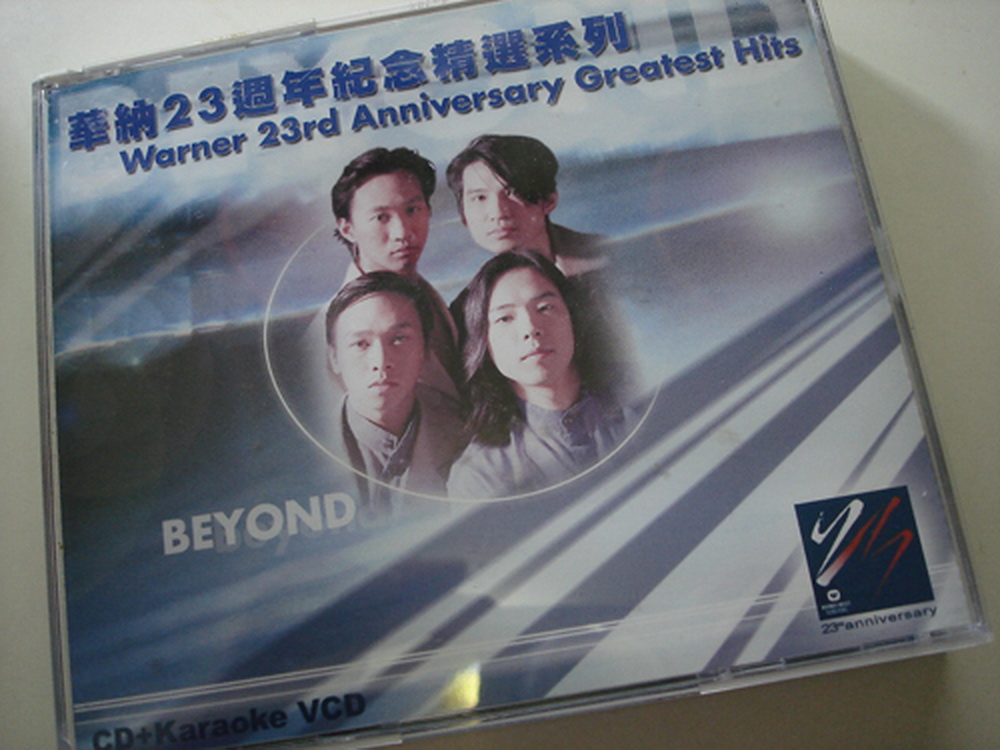 華納23週年紀念精選系列
Warner 23rd Anniversary Greatest Hits
BEYOND
23rd anniversary
CD+Karaoke VCD